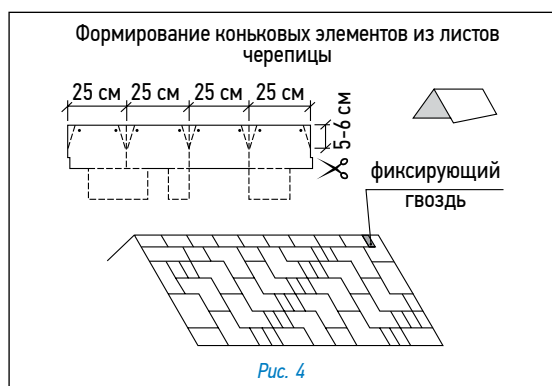 Формирование коньковых элементов из листов
черепицы
25 см 25 см 25 см 25 см
5-6 см
фиксирующий
гвоздь
Рис. 4